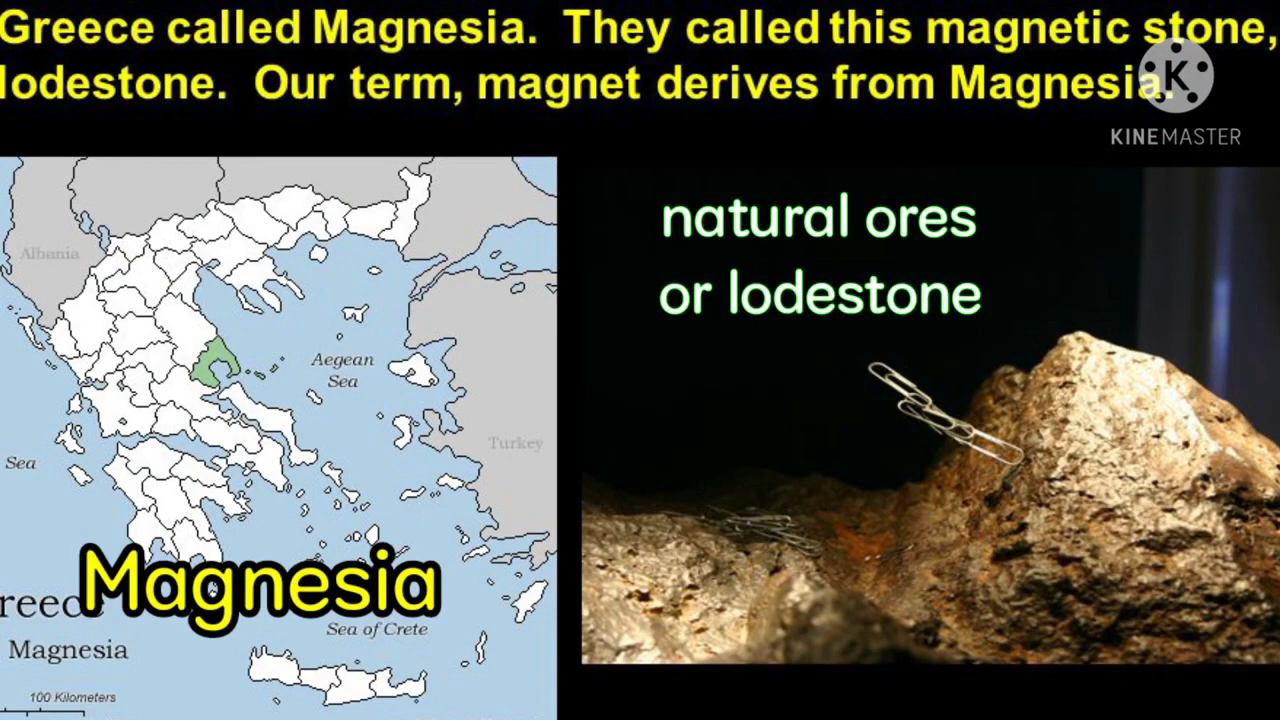 Greece called Magnesia. They called this magnetic stone,
lodestone. Our term, magnet derives from Magnesia.
K
KINEMASTER
natural ores
or lodestone
Albania
Aegean
Sea
Turkey
Sea
Magnesia
reece
Sea of Crete
Magnesia
100 Kilometers